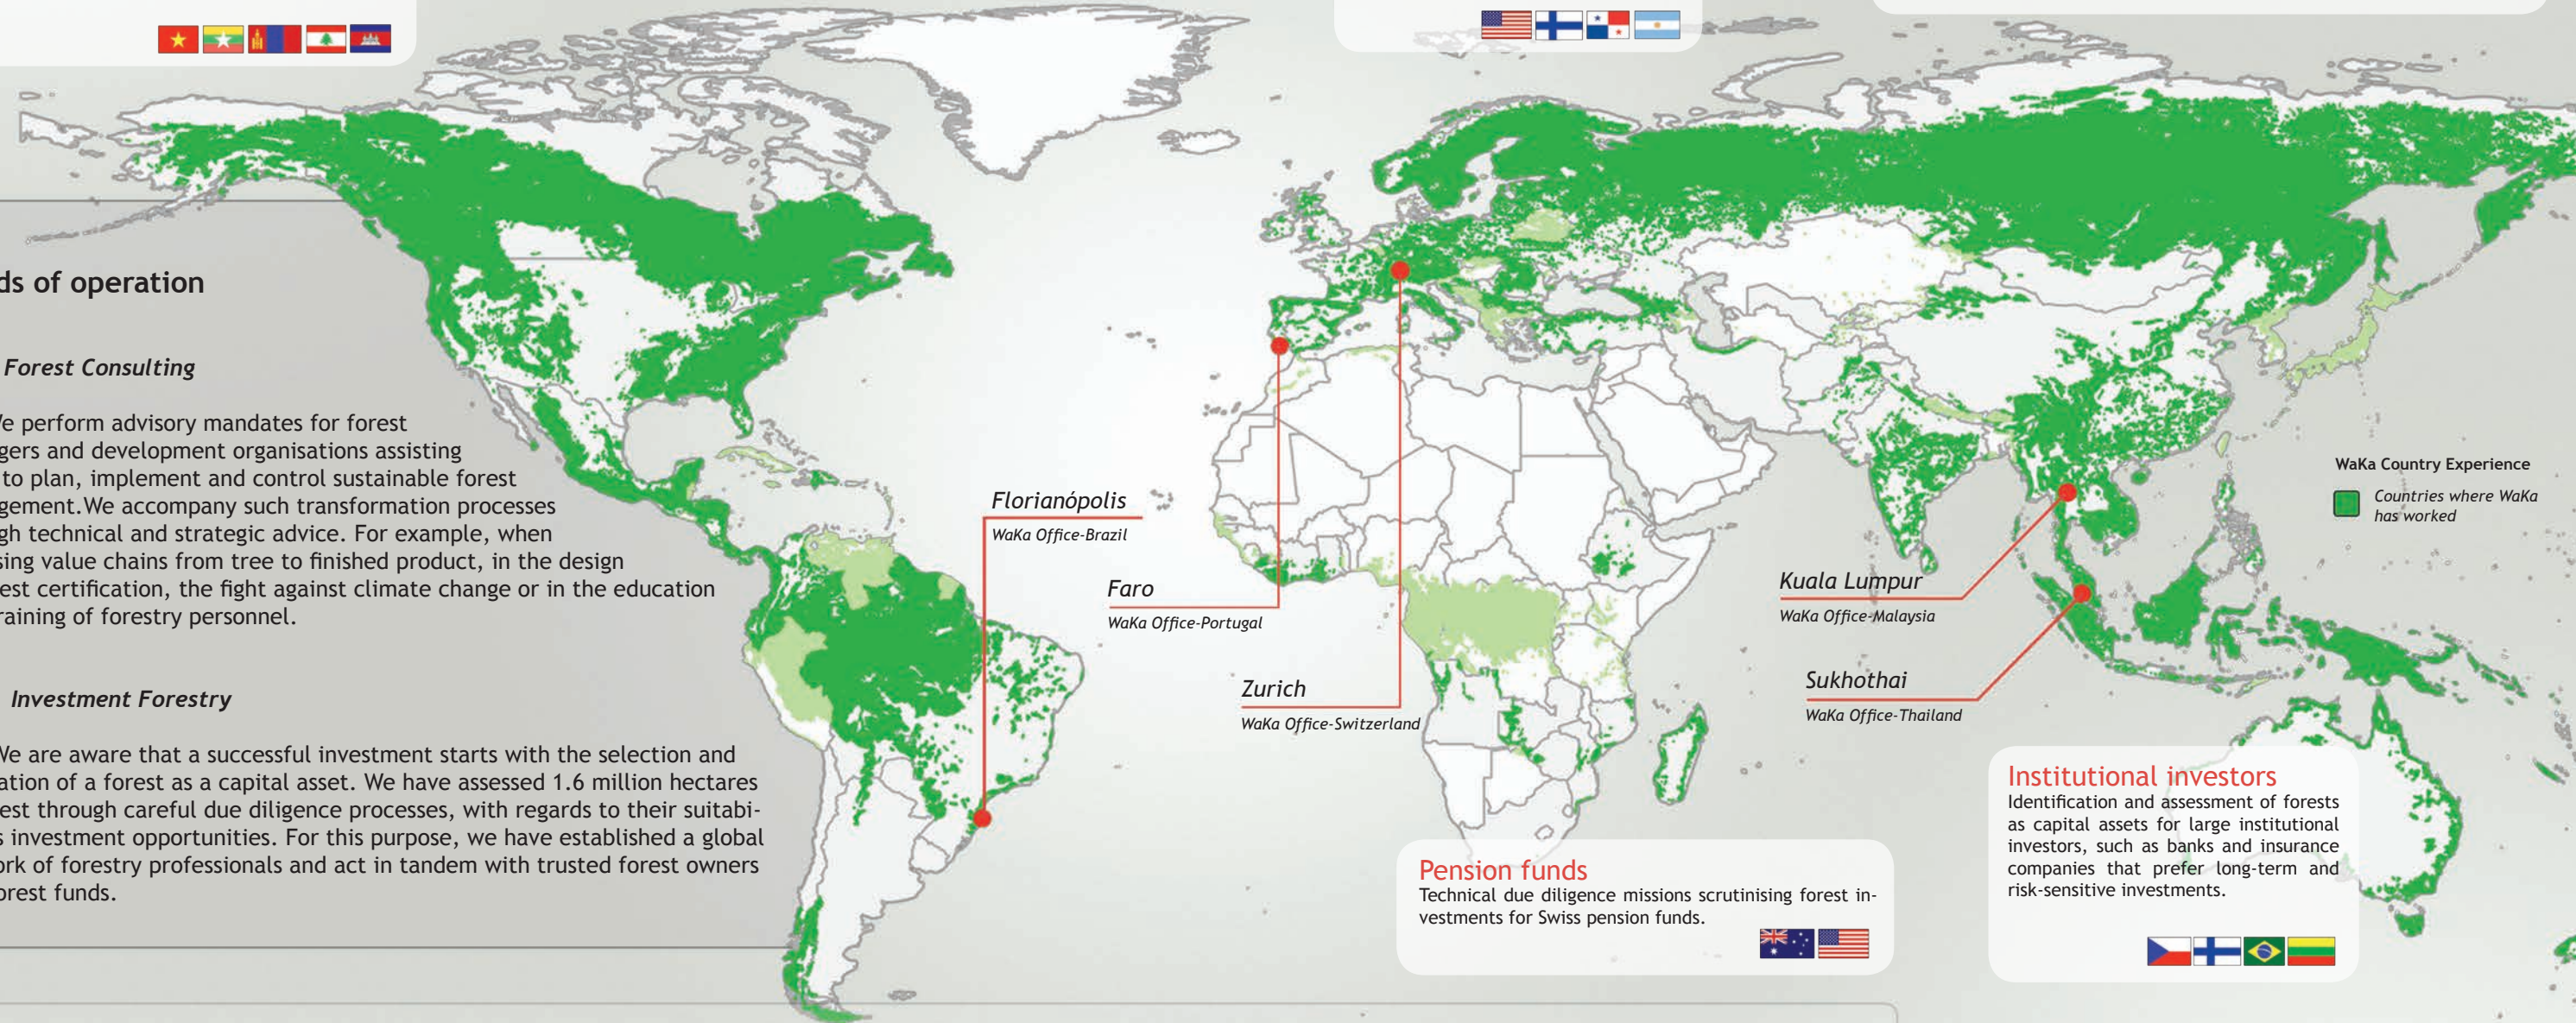 ds of operation
Forest Consulting
We perform advisory mandates for forest
gers and development organisations assisting
to plan, implement and control sustainable forest
gement.We accompany such transformation processes
gh technical and strategic advice. For example, when
sing value chains from tree to finished product, in the design
est certification, the fight against climate change or in the education
raining of forestry personnel.
Investment Forestry
We are aware that a successful investment starts with the selection and
ation of a forest as a capital asset. We have assessed 1.6 million hectares
est through careful due diligence processes, with regards to their suitabi-
s investment opportunities. For this purpose, we have established a global
ork of forestry professionals and act in tandem with trusted forest owners
orest funds.
Florianópolis
WaKa Office-Brazil
Faro
WaKa Office-Portugal
Zurich
WaKa Office-Switzerland
Kuala Lumpur
WaKa Office-Malaysia
Sukhothai
WaKa Office-Thailand
WaKa Country Experience
Countries where WaKa
has worked
Pension funds
Technical due diligence missions scrutinising forest in-
vestments for Swiss pension funds.
Institutional investors
Identification and assessment of forests
as capital assets for large institutional
investors, such as banks and insurance
companies that prefer long-term and
risk-sensitive investments.